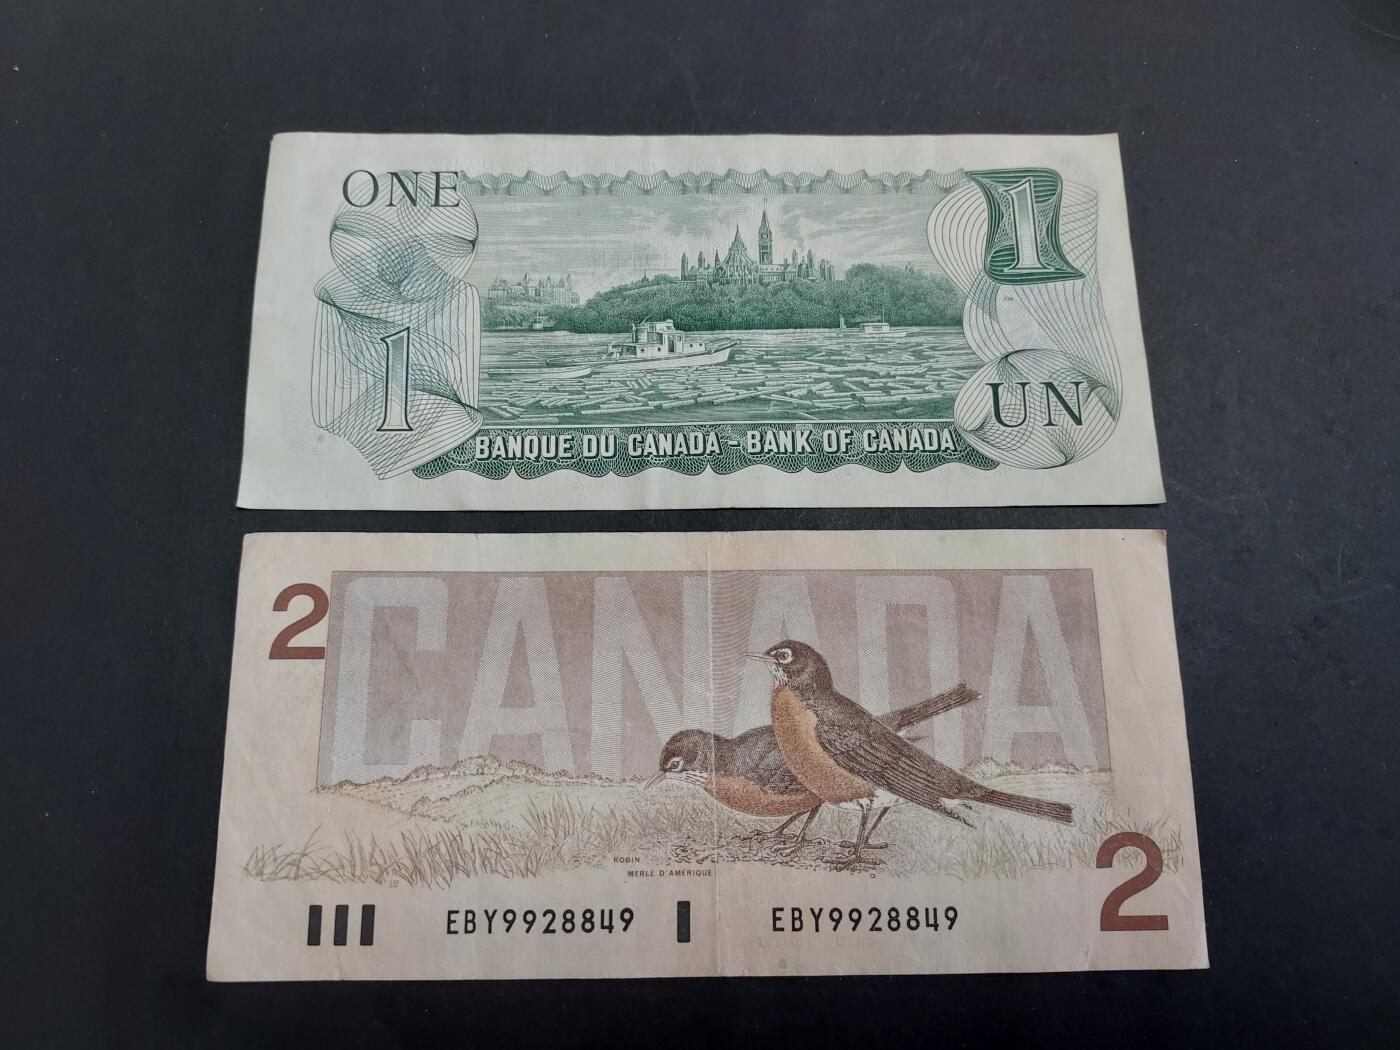 ONE
1
1
UN
BANQUE DU CANADA - BANK OF CANADA
2
CANADA
ROBIN
MERLE D'AMÉRIQUE
2
EBY9928849
EBY9928849